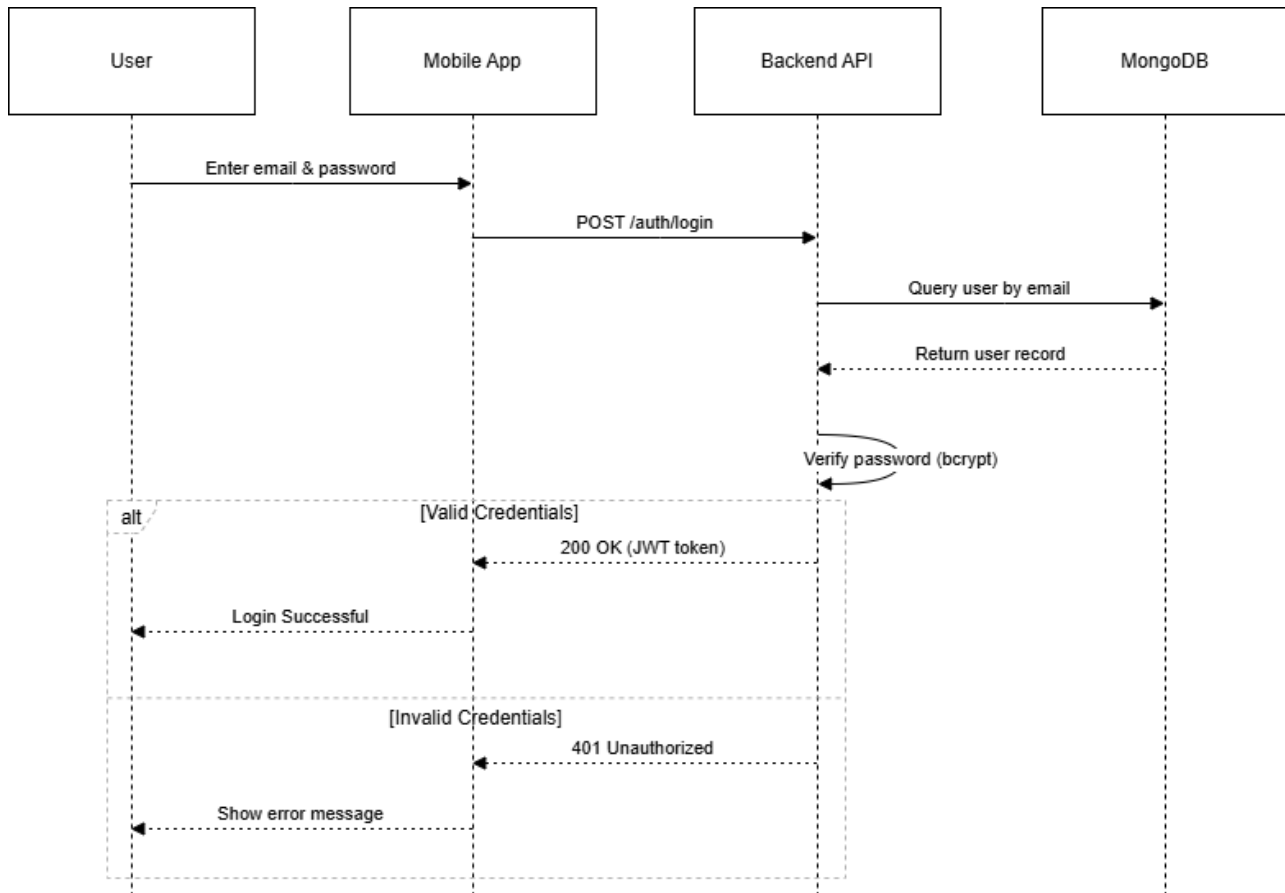 User
Mobile App
Backend API
MongoDB
Enter email & password
POST /auth/login
Query user by email
Return user record
Verify password (bcrypt)
alt
[Valid Credentials]
200 OK (JWT token)
Login Successful
[Invalid Credentials]
401 Unauthorized
Show error message